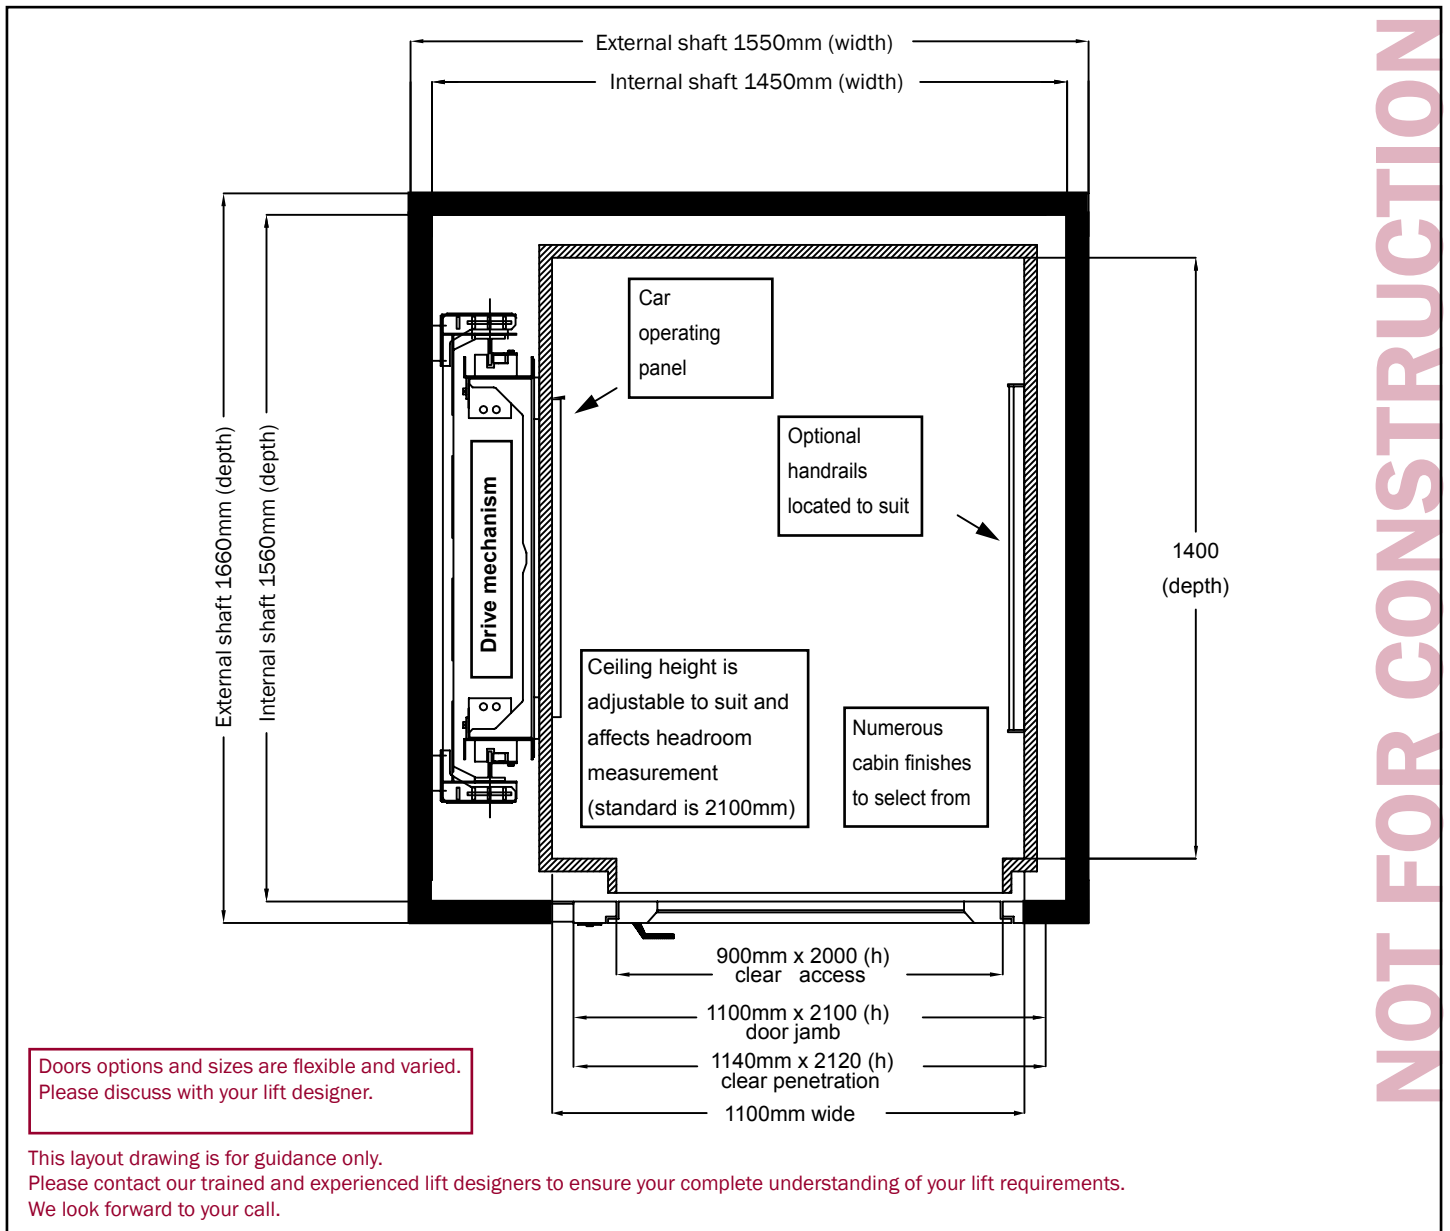 External shaft 1550mm (width)
Internal shaft 1450mm (width)
NOT FOR CONSTRUCTION
External shaft 1660mm (depth)
Internal shaft 1560mm (depth)
Car
operating
panel
Drive mechanism
Optional
handrails
located to suit
1400
(depth)
Ceiling height is
adjustable to suit and
affects headroom
measurement
(standard is 2100mm)
Numerous
cabin finishes
to select from
900mm x 2000 (h)
clear access
1100mm x 2100 (h)
door jamb
1140mm x 2120 (h)
clear penetration
1100mm wide
Doors options and sizes are flexible and varied.
Please discuss with your lift designer.
This layout drawing is for guidance only.
Please contact our trained and experienced lift designers to ensure your complete understanding of your lift requirements.
We look forward to your call.